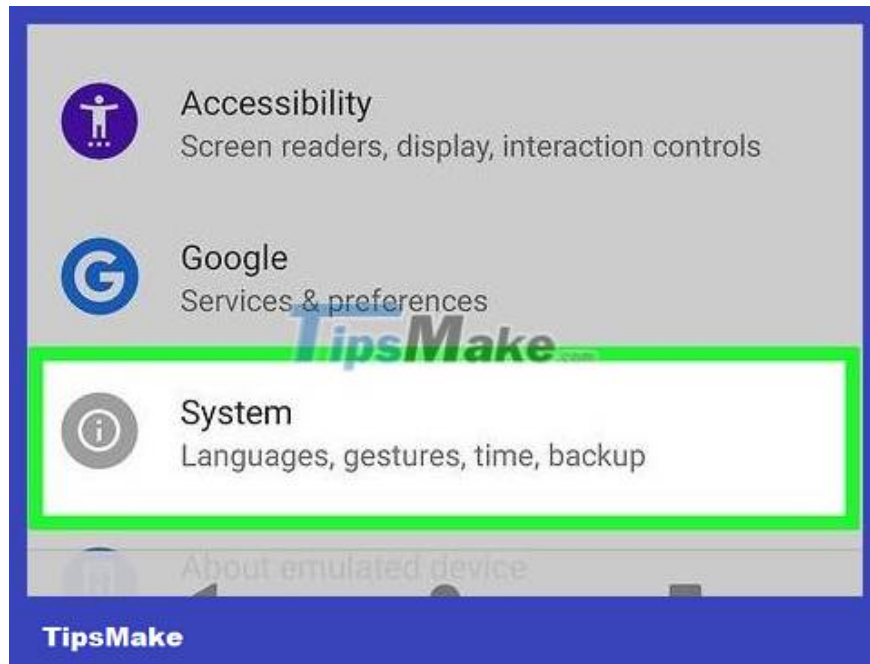 Accessibility
Screen readers, display, interaction controls
Google
Services & preferences
TipsMake.com
System
Languages, gestures, time, backup
About emulated device
TipsMake